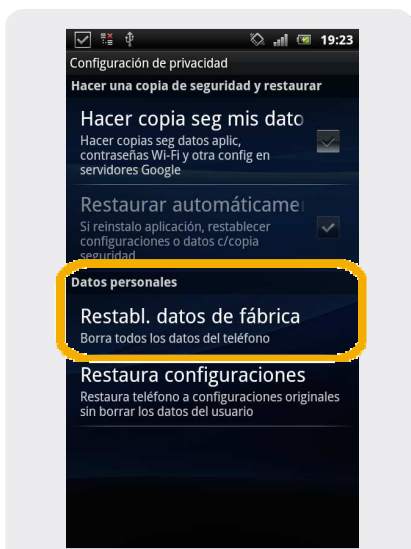 19:23
Configuración de privacidad
Hacer una copia de seguridad y restaurar
Hacer copia seg mis dato
Hacer copias seg datos aplic,
contraseñas Wi-Fi y otra config en
servidores Google
Restaurar automáticame
Si reinstalo aplicación, restablecer
configuraciones o datos c/copia
seguridad
Datos personales
Restabl. datos de fábrica
Borra todos los datos del teléfono
Restaura configuraciones
Restaura teléfono a configuraciones originales
sin borrar los datos del usuario